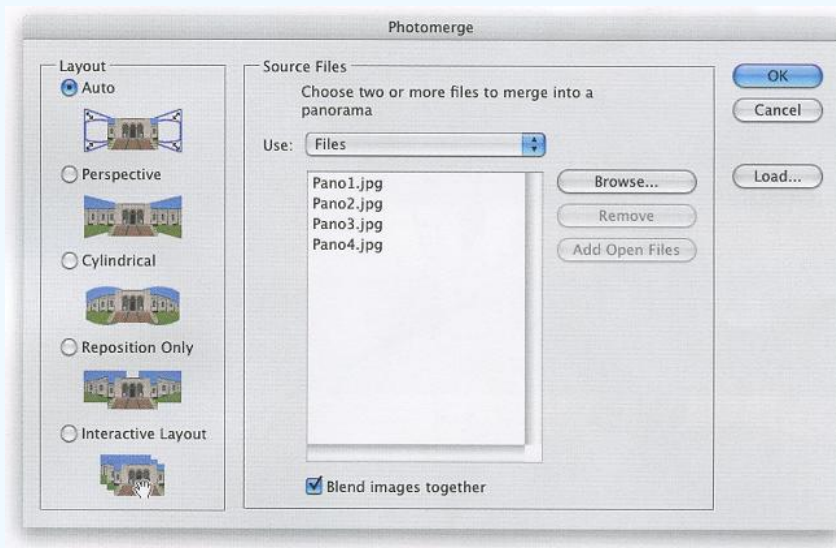 Photomerge
Layout
Auto
Perspective
Cylindrical
Reposition Only
Interactive Layout
Source Files
Choose two or more files to merge into a
panorama
Use: Files
Pano1.jpg
Pano2.jpg
Pano3.jpg
Pano4.jpg
Browse...
Remove
Add Open Files
Blend images together
OK
Cancel
Load...